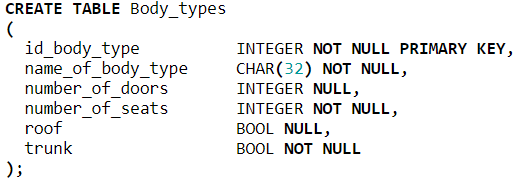 CREATE TABLE Body_types
(
id_body_type INTEGER NOT NULL PRIMARY KEY,
name_of_body_type CHAR(32) NOT NULL,
number_of_doors INTEGER NULL,
number_of_seats INTEGER NOT NULL,
roof BOOL NULL,
trunk BOOL NOT NULL
);